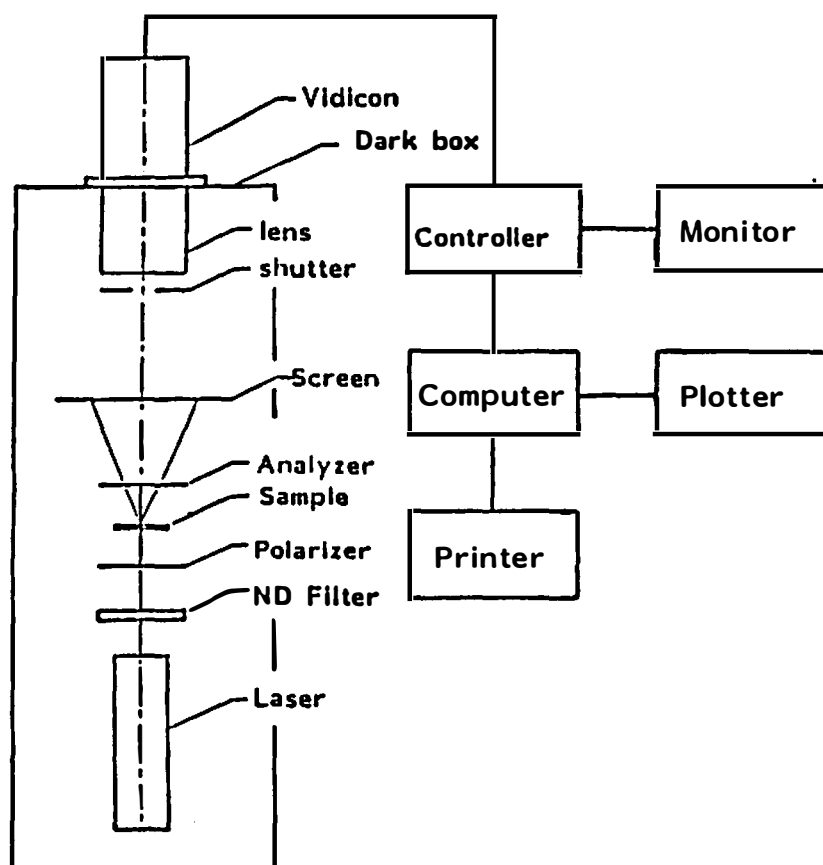 Vidicon
Dark box
lens
shutter
Screen
Analyzer
Sample
Polarizer
ND Filter
Laser
Controller
Monitor
Computer
Plotter
Printer